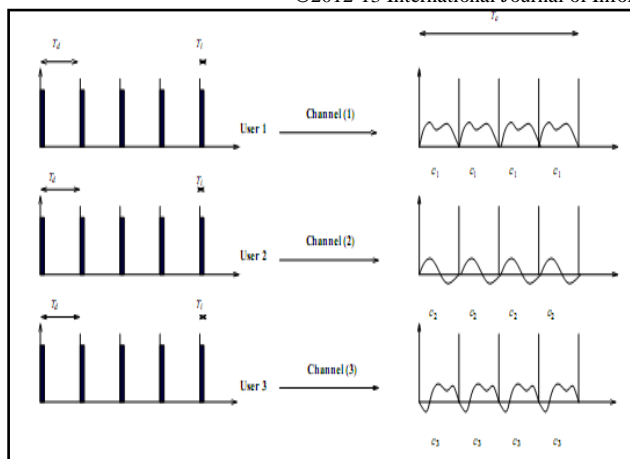 ©2012-13 International Journal of Infor
T_d T_i T_c
User 1 Channel (1)
c_1 c_1 c_1 c_1
T_d T_i
User 2 Channel (2)
c_2 c_2 c_2 c_2
T_d T_i
User 3 Channel (3)
c_3 c_3 c_3 c_3